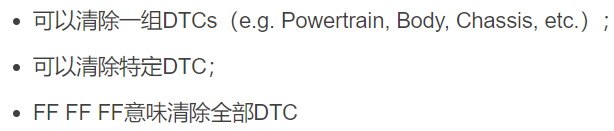 • 可以清除一组DTCs（e.g. Powertrain, Body, Chassis, etc.）;
• 可以清除特定DTC；
• FF FF FF意味清除全部DTC